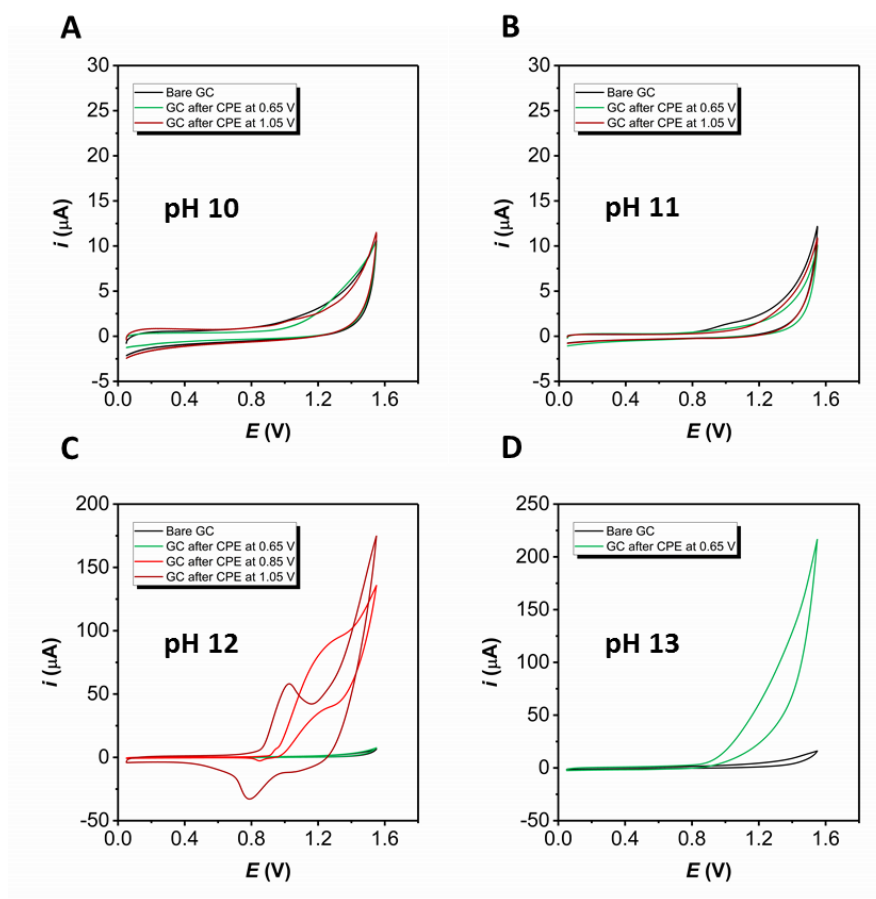 A
30
25
20
15
10
5
0
-5
i (μA)
Bare GC
GC after CPE at 0.65 V
GC after CPE at 1.05 V
pH 10
0.0 0.4 0.8 1.2 1.6
E (V)
B
30
25
20
15
10
5
0
-5
i (μA)
Bare GC
GC after CPE at 0.65 V
GC after CPE at 1.05 V
pH 11
0.0 0.4 0.8 1.2 1.6
E (V)
C
200
150
100
50
0
-50
i (μA)
Bare GC
GC after CPE at 0.65 V
GC after CPE at 0.85 V
GC after CPE at 1.05 V
pH 12
0.0 0.4 0.8 1.2 1.6
E (V)
D
250
200
150
100
50
0
-50
i (μA)
Bare GC
GC after CPE at 0.65 V
pH 13
0.0 0.4 0.8 1.2 1.6
E (V)